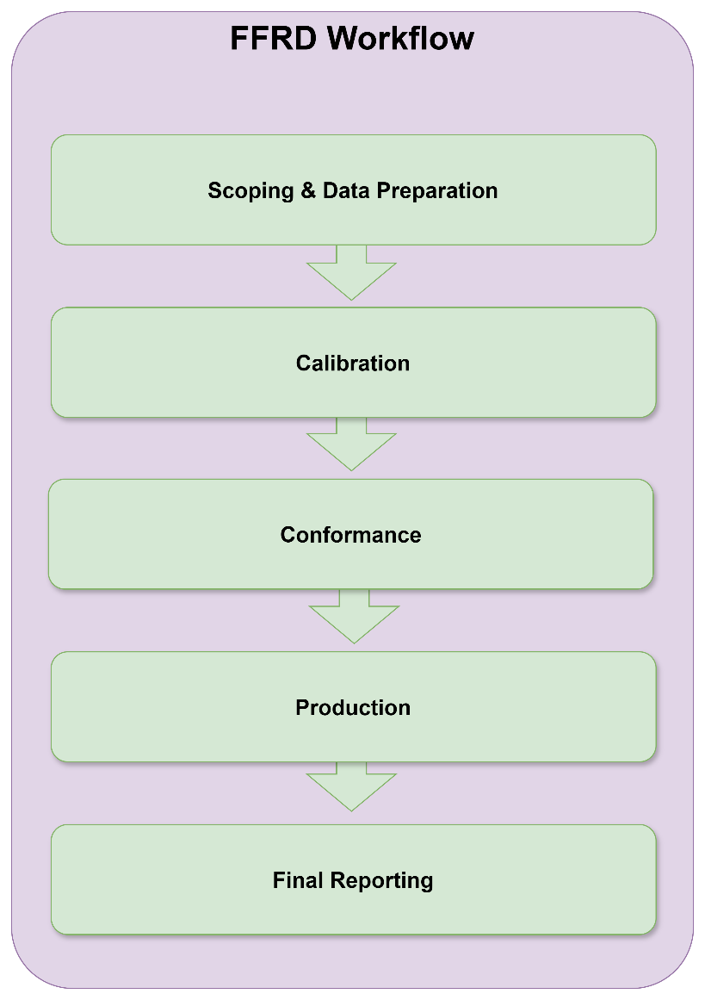 FFRD Workflow
Scoping & Data Preparation
Calibration
Conformance
Production
Final Reporting